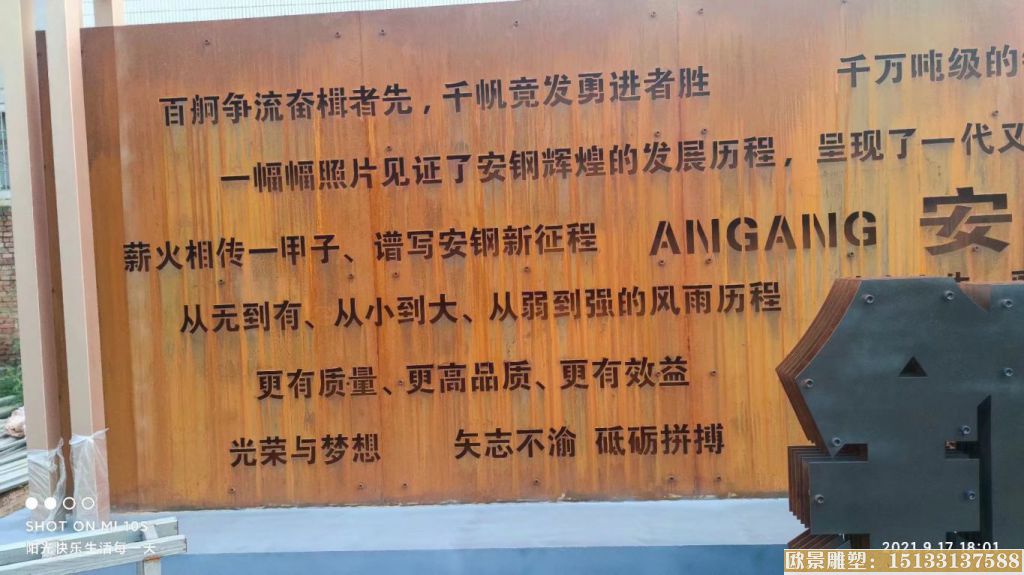 百舸争流奋楫者先，千帆竞发勇进者胜 千万吨级的
一幅幅照片见证了安钢辉煌的发展历程，呈现了一代又
薪火相传一甲子、谱写安钢新征程 ANGANG 安
从无到有、从小到大、从弱到强的风雨历程
更有质量、更高品质、更有效益
光荣与梦想 矢志不渝 砥砺拼搏
SHOT ON MI 10S
阳光快乐生活每一天
2021.9.17 18:01
欧景雕塑：15133137588